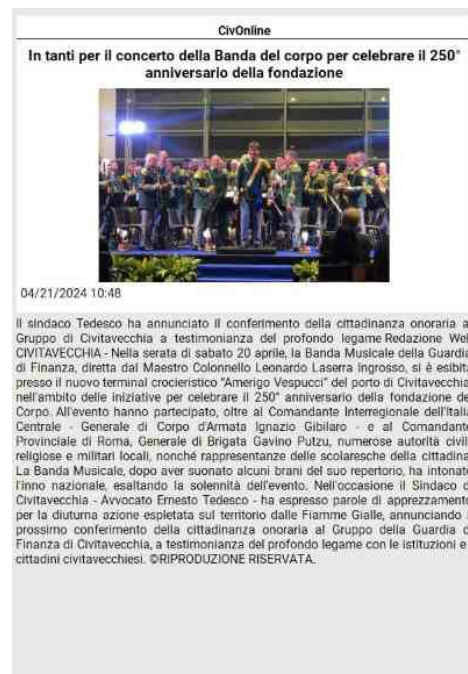 CivOnline
In tanti per il concerto della Banda del corpo per celebrare il 250°
anniversario della fondazione
04/21/2024 10:48
Il sindaco Tedesco ha annunciato il conferimento della cittadinanza onoraria a
Gruppo di Civitavecchia a testimonianza del profondo legame Redazione Web
CIVITAVECCHIA - Nella serata di sabato 20 aprile, la Banda Musicale della Guardia
di Finanza, diretta dal Maestro Colonnello Leonardo Laserra Ingrosso, si è esibita
presso il nuovo terminal crocieristico "Amerigo Vespucci" del porto di Civitavecchia
nell'ambito delle iniziative per celebrare il 250° anniversario della fondazione de
Corpo. All'evento hanno partecipato, oltre al Comandante Interregionale dell'Italia
Centrale - Generale di Corpo d'Armata Ignazio Gibilaro - e al Comandante
Provinciale di Roma, Generale di Brigata Gavino Putzu, numerose autorità civili
religiose e militari locali, nonché rappresentanze delle scolaresche della cittadina
La Banda Musicale, dopo aver suonato alcuni brani del suo repertorio, ha intonato
l'inno nazionale, esaltando la solennità dell'evento. Nell'occasione il Sindaco d
Civitavecchia - Avvocato Ernesto Tedesco - ha espresso parole di apprezzamento
per la diuturna azione espletata sul territorio dalle Fiamme Gialle, annunciando
prossimo conferimento della cittadinanza onoraria al Gruppo della Guardia d
Finanza di Civitavecchia, a testimonianza del profondo legame con le istituzioni e
cittadini civitavecchiesi. ©RIPRODUZIONE RISERVATA.